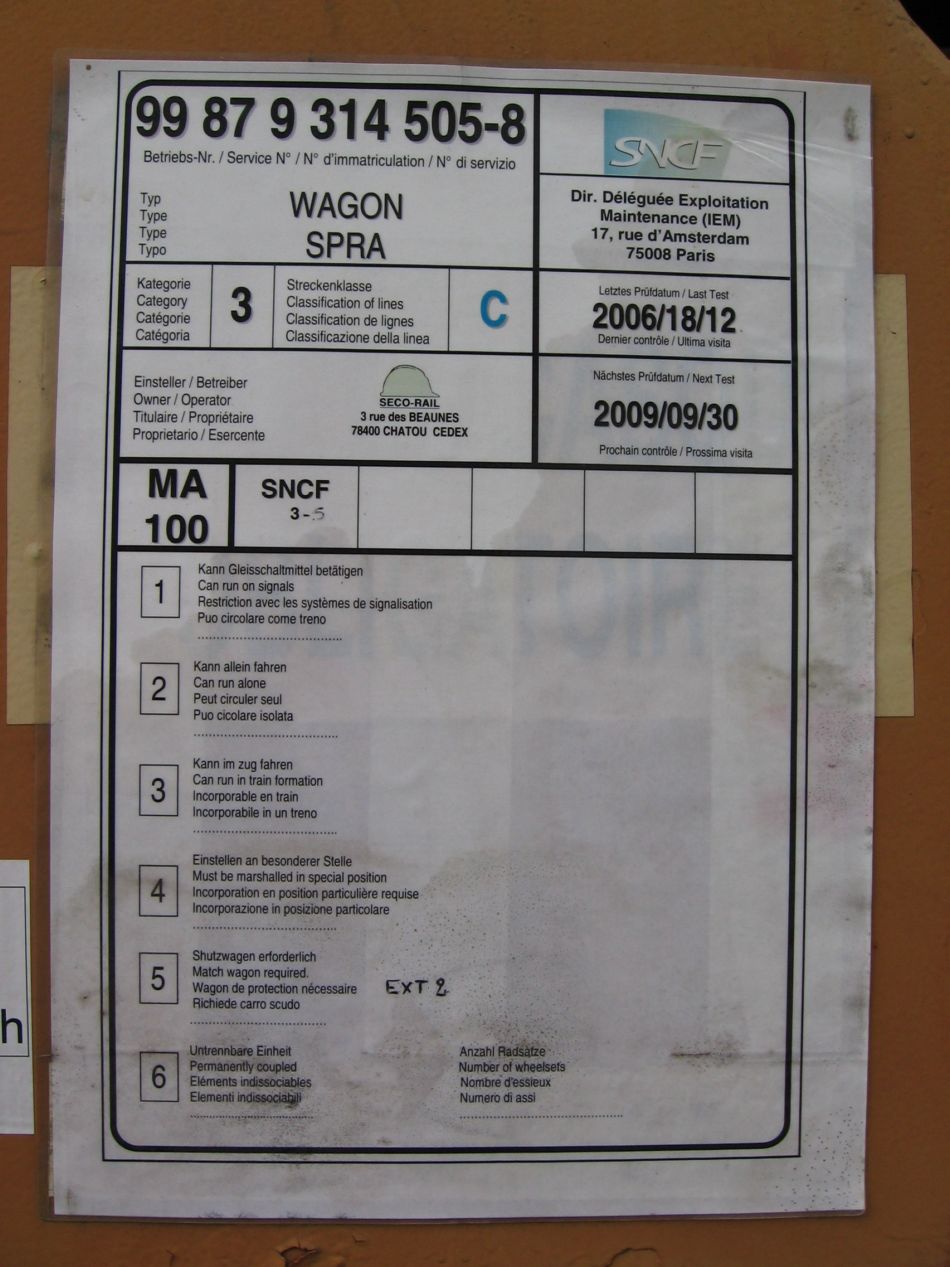 99 87 9 314 505-8
Betriebs-Nr. / Service N° / N° d'immatriculation / N° di servizio
Typ
Type
Type
Typo
WAGON
SPRA
SNCF
Dir. Déléguée Exploitation
Maintenance (IEM)
17, rue d'Amsterdam
75008 Paris
Kategorie
Category
Catégorie
Catégoria
3
Streckenklasse
Classification of lines
Classification de lignes
Classificazione della linea
C
Letztes Prüfdatum / Last Test
2006/18/12
Dernier contrôle / Ultima visita
Einsteller / Betreiber
Owner / Operator
Titulaire / Propriétaire
Proprietario / Esercente
SECO-RAIL
3 rue des BEAUNES
78400 CHATOU CEDEX
Nächstes Prüfdatum / Next Test
2009/09/30
Prochain contrôle / Prossima visita
MA
100
SNCF
3-5
1
Kann Gleisschaltmittel betätigen
Can run on signals
Restriction avec les systèmes de signalisation
Puo circolare come treno
2
Kann allein fahren
Can run alone
Peut circuler seul
Puo cicolare isolata
3
Kann im zug fahren
Can run in train formation
Incorporable en train
Incorporabile in un treno
4
Einstellen an besonderer Stelle
Must be marshalled in special position
Incorporation en position particulière requise
Incorporazione in posizione particolare
5
Shutzwagen erforderlich
Match wagon required.
Wagon de protection nécessaire EXT 2
Richiede carro scudo
6
Untrennbare Einheit
Permanently coupled
Eléments indissociables
Elementi indissociabili
Anzahl Radsätze
Number of wheelsets
Nombre d'essieux
Numero di assi
h